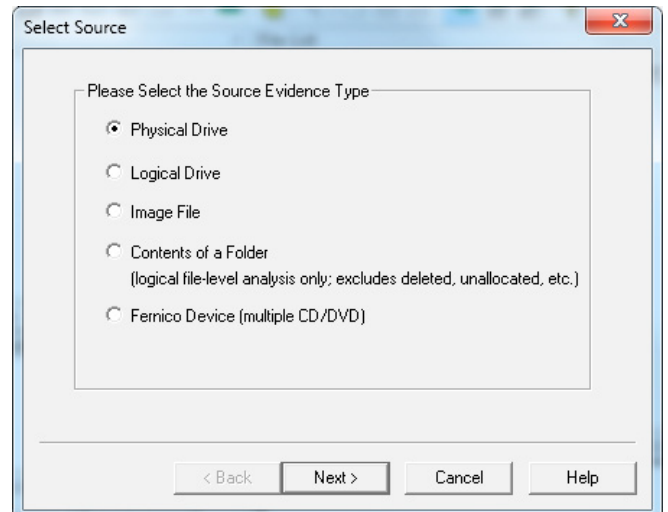 Select Source
Please Select the Source Evidence Type
Physical Drive
Logical Drive
Image File
Contents of a Folder
(logical file-level analysis only; excludes deleted, unallocated, etc.)
Fernico Device (multiple CD/DVD)
< Back
Next >
Cancel
Help